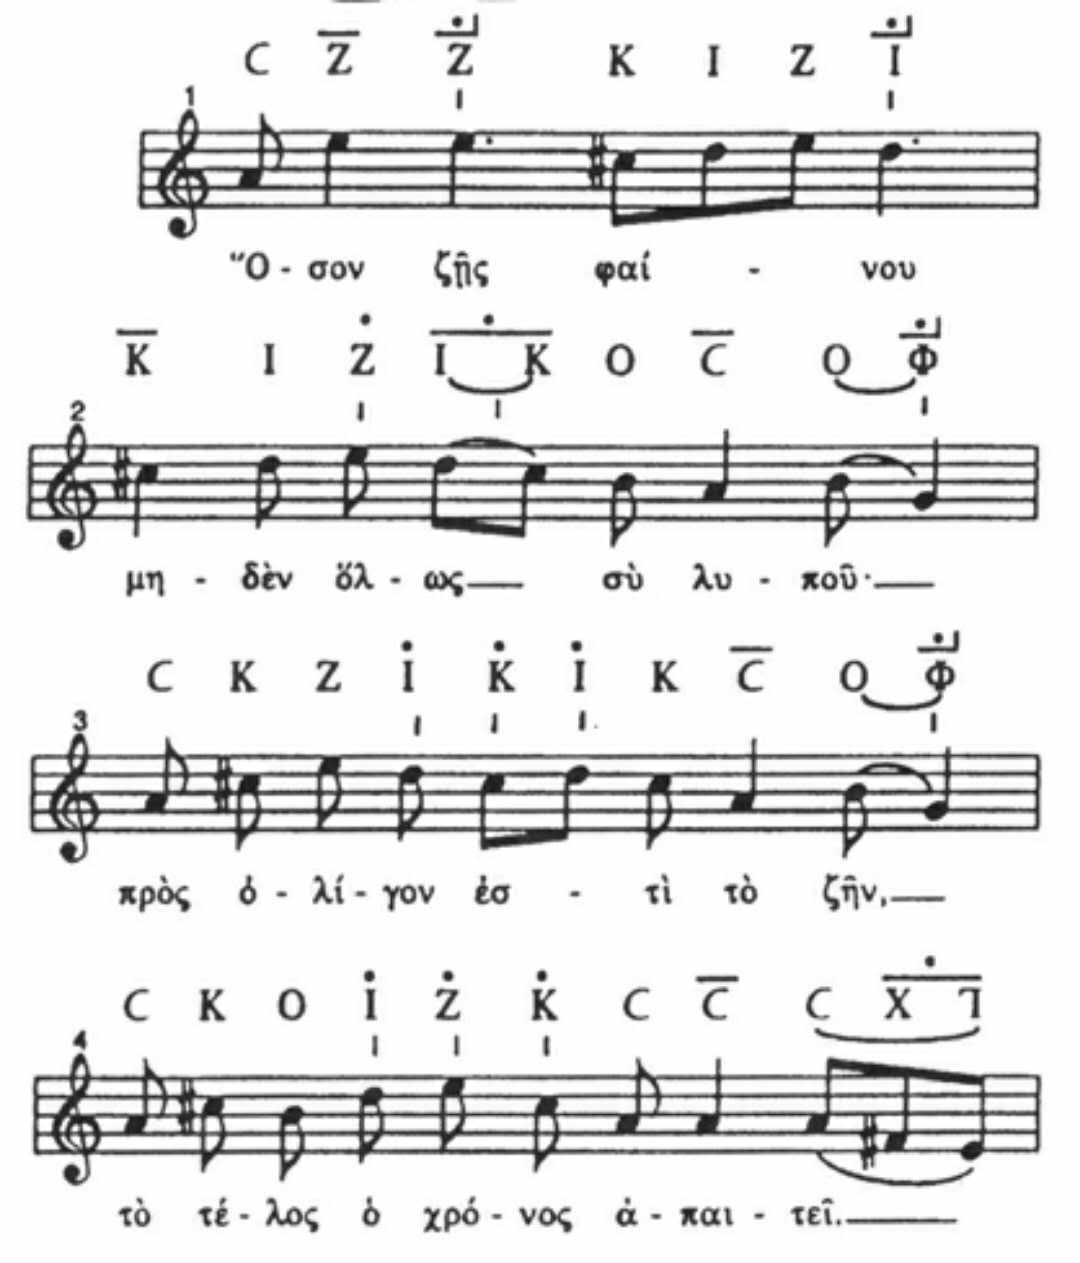 C Z̅ Ż̅ K I Z İ̅
1
Ὅ - σον ζῇς φαί - νου
K̅ I Ż I K O C̅ O Φ̅̇
2
μη - δὲν ὅλ - ως σὺ λυ - ποῦ·
C K Z İ K̇ İ K C̅ O Φ̅̇
3
πρὸς ὀ - λί - γον ἐσ - τὶ τὸ ζῆν,
C K O İ Ż K̇ C C̅ C X ⅂
4
τὸ τέ - λος ὁ χρό - νος ἀ - παι - τεῖ.